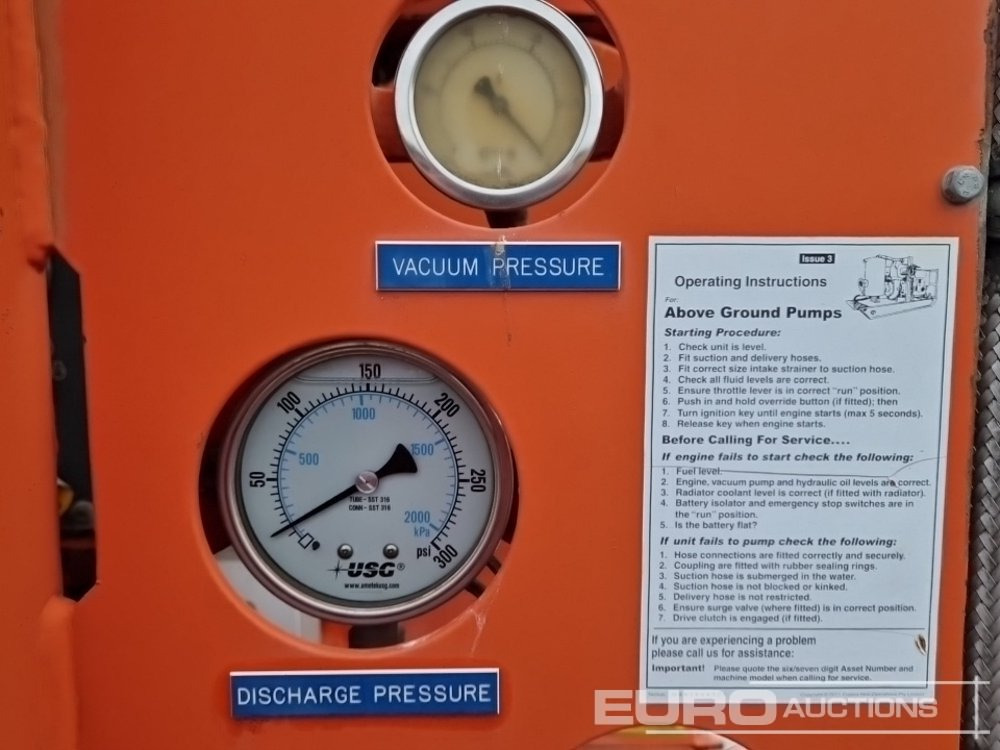 VACUUM PRESSURE
50
100
150
200
250
300
psi
500
1000
1500
2000
kPa
TUBE - SST 316
CONN - SST 316
USG®
www.ametekusg.com
DISCHARGE PRESSURE
Issue 3
Operating Instructions
For:
Above Ground Pumps
Starting Procedure:
1. Check unit is level.
2. Fit suction and delivery hoses.
3. Fit correct size intake strainer to suction hose.
4. Check all fluid levels are correct.
5. Ensure throttle lever is in correct "run" position.
6. Push in and hold override button (if fitted); then
7. Turn ignition key until engine starts (max 5 seconds).
8. Release key when engine starts.
Before Calling For Service....
If engine fails to start check the following:
1. Fuel level.
2. Engine, vacuum pump and hydraulic oil levels are correct.
3. Radiator coolant level is correct (if fitted with radiator).
4. Battery isolator and emergency stop switches are in
the "run" position.
5. Is the battery flat?
If unit fails to pump check the following:
1. Hose connections are fitted correctly and securely.
2. Coupling are fitted with rubber sealing rings.
3. Suction hose is submerged in the water.
4. Suction hose is not blocked or kinked.
5. Delivery hose is not restricted.
6. Ensure surge valve (where fitted) is in correct position.
7. Drive clutch is engaged (if fitted).
If you are experiencing a problem
please call us for assistance:
Important! Please quote the six/seven digit Asset Number and
machine model when calling for service.
EURO AUCTIONS